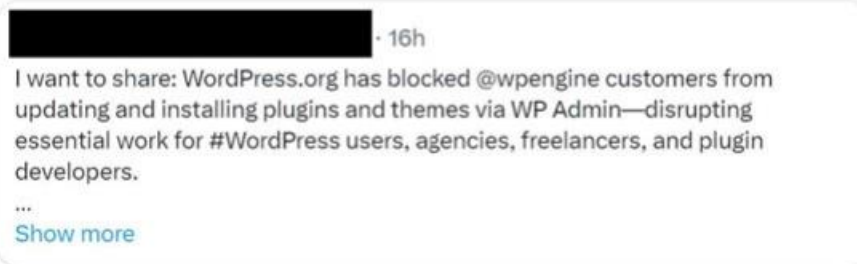 · 16h
I want to share: WordPress.org has blocked @wpengine customers from
updating and installing plugins and themes via WP Admin—disrupting
essential work for #WordPress users, agencies, freelancers, and plugin
developers.
...
Show more